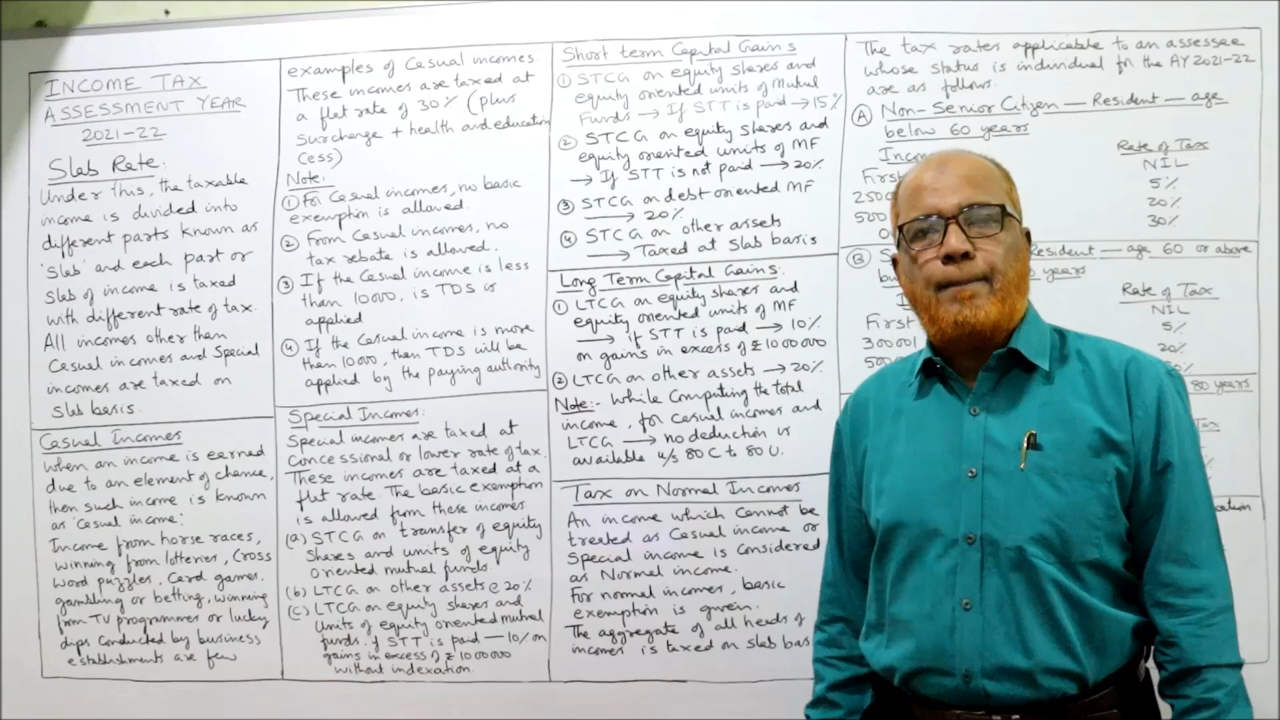 INCOME TAX
ASSESSMENT YEAR
2021-22
Slab Rate:
Under this, the taxable
income is divided into
different parts known as
'slab' and each part or
slab of income is taxed
with different rate of tax.
All incomes other than
Casual incomes and Special
incomes are taxed on
slab basis.
Casual Incomes
When an income is earned
due to an element of chance,
then such income is known
as 'Casual income'.
Income from horse races,
winning from lotteries, cross
word puzzles, card games,
gambling or betting, winning
from TV programmes or lucky
dips conducted by business
establishments are few
examples of Casual incomes.
These incomes are taxed at
a flat rate of 30% (plus
surcharge + health and education
cess)
Note:
① For Casual incomes, no basic
exemption is allowed.
② From Casual incomes, no
tax rebate is allowed.
③ If the Casual income is less
than 10000, is TDS is
applied
④ If the Casual income is more
than 10000, then TDS will be
applied by the paying authority
Special Incomes:
Special incomes are taxed at
concessional or lower rate of tax.
These incomes are taxed at a
flat rate. The basic exemption
is allowed from these incomes.
(a) STCG on transfer of equity
shares and units of equity
oriented mutual funds.
(b) LTCG on other assets @ 20%
(c) LTCG on equity shares and
units of equity oriented mutual
funds. if STT is paid — 10% on
gains in excess of ₹1000000
without indexation.
Short term Capital Gains
① STCG on equity shares and
equity oriented units of Mutual
Funds → If STT is paid → 15%
② STCG on equity shares and
equity oriented units of MF
→ If STT is not paid → 20%
③ STCG on debt oriented MF
→ 20%
④ STCG on other assets
→ Taxed at slab basis
Long Term Capital Gains:
① LTCG on equity shares and
equity oriented units of MF
→ if STT is paid → 10%
on gains in excess of ₹1000000
② LTCG on other assets → 20%
Note:- While computing the total
income, for casual incomes and
LTCG → no deduction is
available u/s 80C to 80U.
Tax on Normal Incomes
An income which cannot be
treated as Casual income or
Special income is considered
as Normal income.
For normal incomes, basic
exemption is given.
The aggregate of all heads of
incomes is taxed on slab bas
The tax rates applicable to an assessee
whose status is individual for the AY 2021-22
are as follows.
Ⓐ Non-Senior Citizen — Resident — age
below 60 years
Incom Rate of Tax
First NIL
2500 5%
500 20%
30%
Ⓑ S Resident — age 60 or above
years
Rate of Tax
First NIL
300001 5%
5000 20%
80 years